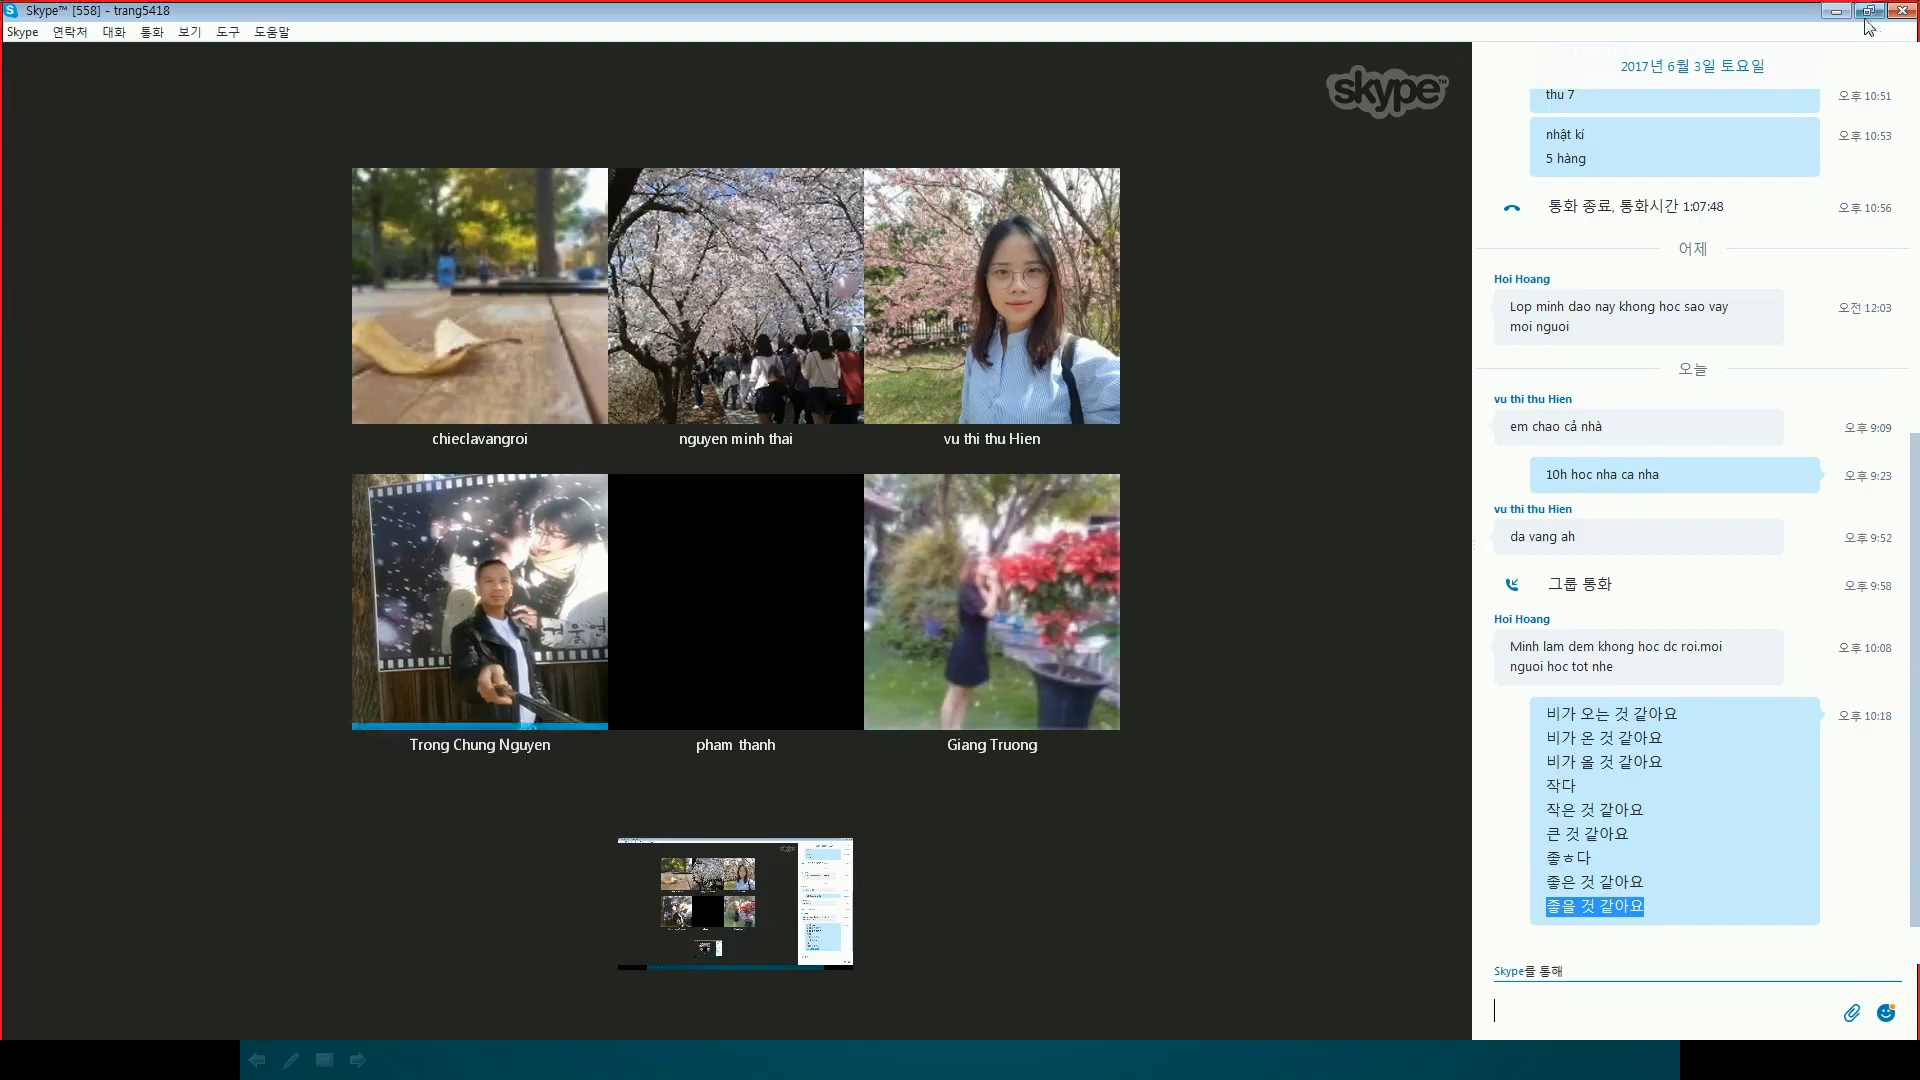 Skype™ [558] - trang5418
Skype 연락처 대화 통화 보기 도구 도움말
skype™
chieclavangroi
nguyen minh thai
vu thi thu Hien
겨울연
Trong Chung Nguyen
pham thanh
Giang Truong
2017년 6월 3일 토요일
thu 7
오후 10:51
nhật kí
오후 10:53
5 hàng
통화 종료, 통화시간 1:07:48
오후 10:56
어제
Hoi Hoang
Lop minh dao nay khong hoc sao vay
오전 12:03
moi nguoi
오늘
vu thi thu Hien
em chao cả nhà
오후 9:09
10h hoc nha ca nha
오후 9:23
vu thi thu Hien
da vang ah
오후 9:52
그룹 통화
오후 9:58
Hoi Hoang
Minh lam dem khong hoc dc roi.moi
오후 10:08
nguoi hoc tot nhe
비가 오는 것 같아요
오후 10:18
비가 온 것 같아요
비가 올 것 같아요
작다
작은 것 같아요
큰 것 같아요
좋ㅎ다
좋은 것 같아요
좋을 것 같아요
Skype를 통해